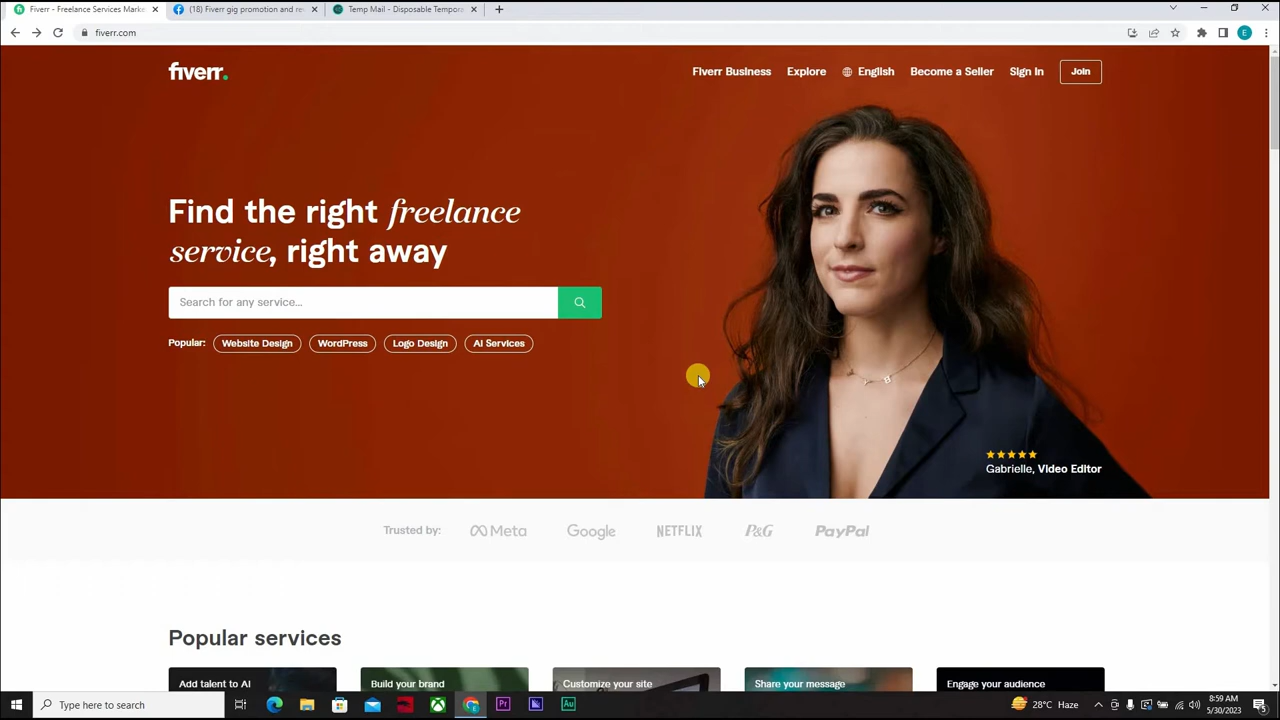 Fiverr - Freelance Services Marke
(18) Fiverr gig promotion and re
Temp Mail - Disposable Tempora
fiverr.com
E
fiverr.
Fiverr Business
Explore
English
Become a Seller
Sign In
Join
Find the right freelance
service, right away
Search for any service...
Popular:
Website Design
WordPress
Logo Design
AI Services
Gabrielle, Video Editor
Trusted by:
Meta
Google
NETFLIX
P&G
PayPal
Popular services
Add talent to AI
Build your brand
Customize your site
Share your message
Engage your audience
Type here to search
Pr
Au
28°C Haze
8:59 AM
5/30/2023